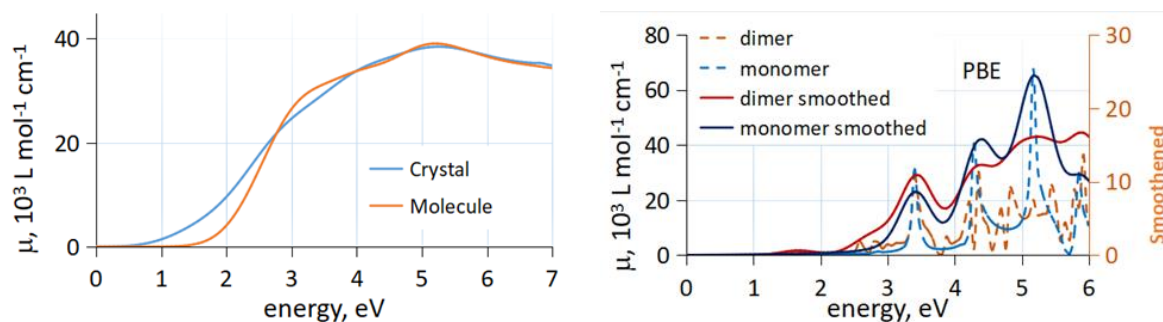 μ, 10³ L mol⁻¹ cm⁻¹
40
20
0
Crystal
Molecule
0 1 2 3 4 5 6 7
energy, eV
μ, 10³ L mol⁻¹ cm⁻¹
80
60
40
20
0
dimer
monomer
dimer smoothed
monomer smoothed
PBE
30
20
10
0
Smoothened
0 1 2 3 4 5 6
energy, eV